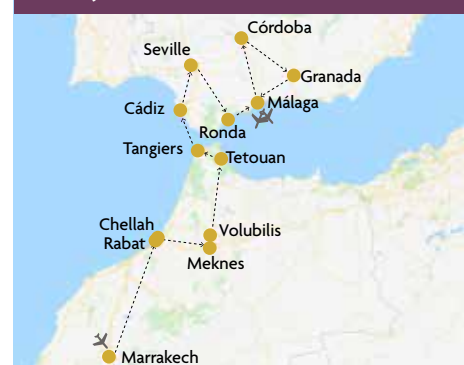 Córdoba
Seville
Granada
Málaga
Cádiz
Ronda
Tangiers
Tetouan
Chellah
Rabat
Volubilis
Meknes
Marrakech